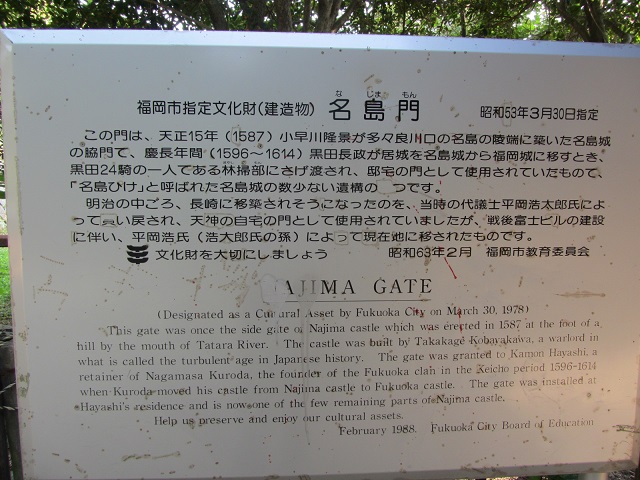 な じま もん
福岡市指定文化財(建造物) 名島門 昭和53年3月30日指定
この門は、天正15年(1587)小早川隆景が多々良川口の名島の陵端に築いた名島城
の脇門で、慶長年間(1596〜1614)黒田長政が居城を名島城から福岡城に移すとき、
黒田24騎の一人である林掃部にさげ渡され、邸宅の 門として使用されていたもので、
「名島ひけ」と呼ばれた名島城の数少ない遺構の つです。
明治の中ごろ、長崎に移築されそうになったのを、当時の代議士平岡浩太郎氏によ
って い戻され、天神の自宅の門として使用されていましたが、戦後富士ビルの建設
に伴い、平岡浩氏(浩太郎氏の孫)によって現在地に移されたものです。
文化財を大切にしましょう 昭和63年2月 福岡市教育委員会
AJIMA GATE
(Designated as a Cultural Asset by Fukuoka City on March 30, 1978)
This gate was once the side gate of Najima castle which was erected in 1587 at the foot of a
hill by the mouth of Tatara River. The castle was built by Takakage Kobayakawa, a warlord in
what is called the turbulent age in Japanese history. The gate was granted to Kamon Hayashi, a
retainer of Nagamasa Kuroda, the founder of the Fukuoka clan in the Keicho period 1596-1614
when Kuroda moved his castle from Najima castle to Fukuoka castle. The gate was installed at
Hayashi's residence and is now one of the few remaining parts of Najima castle.
Help us preserve and enjoy our cultural assets.
February 1988. Fukuoka City Board of Education